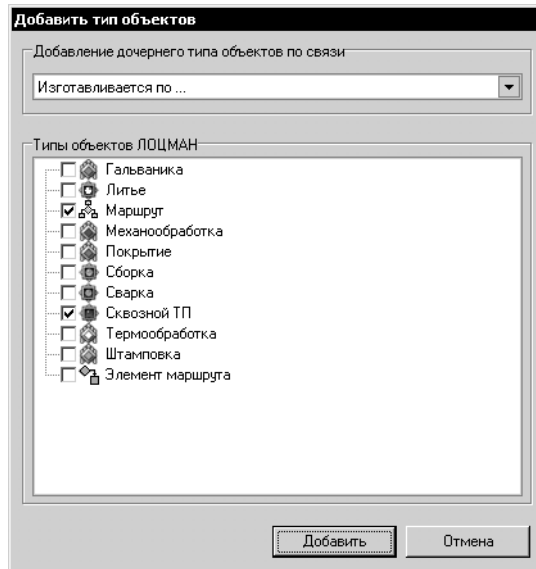 Добавить тип объектов
Добавление дочернего типа объектов по связи
Изготавливается по ...
Типы объектов ЛОЦМАН
Гальваника
Литье
Маршрут
Механообработка
Покрытие
Сборка
Сварка
Сквозной ТП
Термообработка
Штамповка
Элемент маршрута
Добавить
Отмена